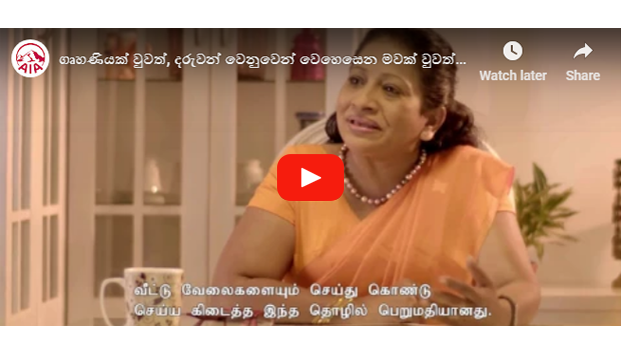 AIA
ගෘහණියක් වුවත්, දරුවන් වෙනුවෙන් වෙහෙසෙන මවක් වුවත්...
Watch later
Share
வீட்டு வேலைகளையும் செய்து கொண்டு
செய்ய கிடைத்த இந்த தொழில் பெறுமதியானது.